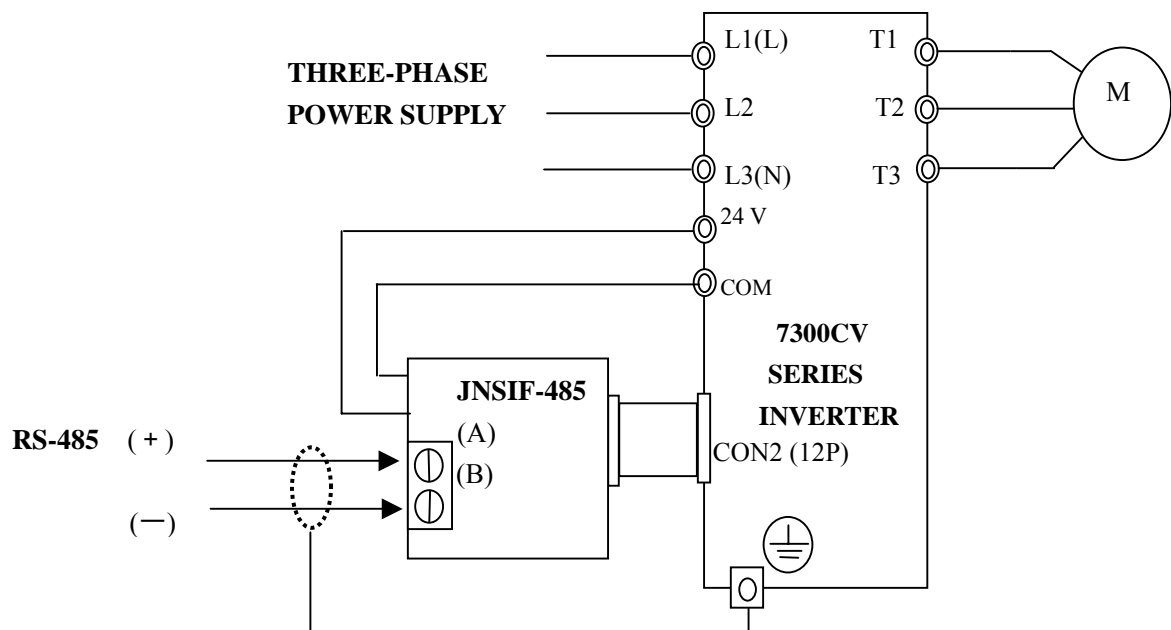 L1(L)
T1
THREE-PHASE
POWER SUPPLY
L2
T2
M
L3(N)
T3
24 V
COM
7300CV
SERIES
INVERTER
JNSIF-485
RS-485 (+)
(A)
(B)
CON2 (12P)
(—)